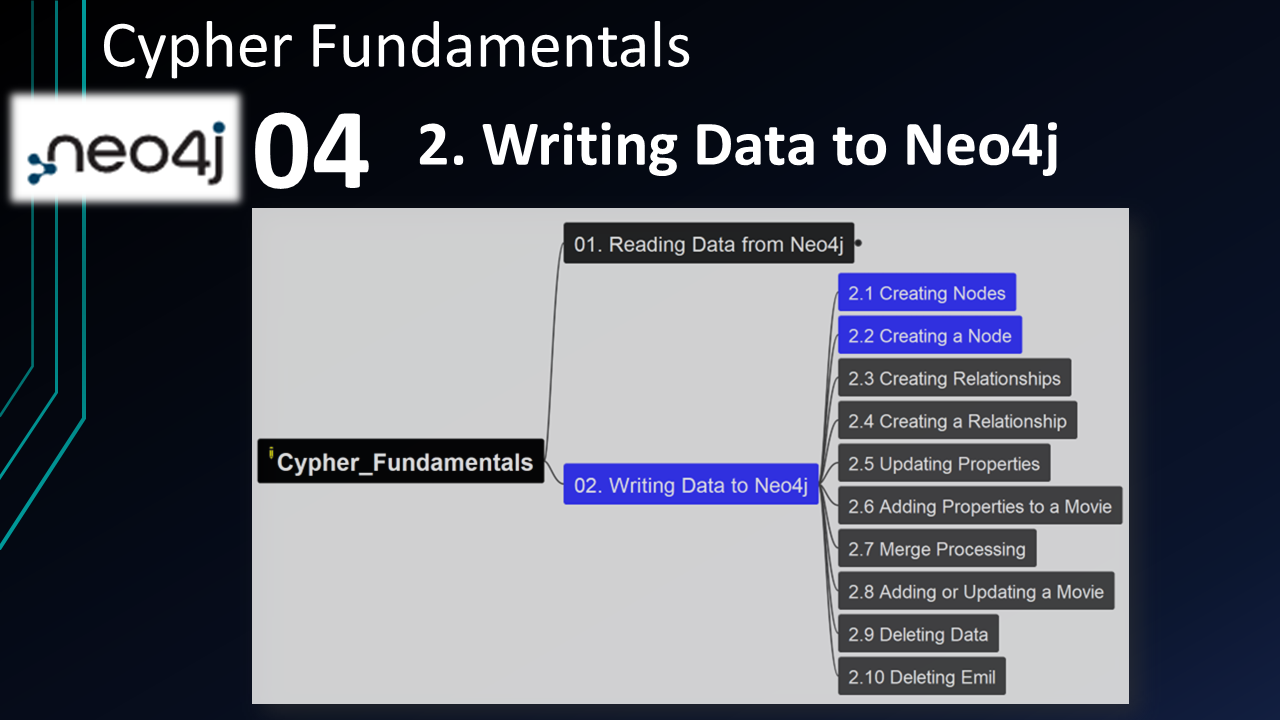 Cypher Fundamentals
neo4j
04
2. Writing Data to Neo4j
01. Reading Data from Neo4j
2.1 Creating Nodes
2.2 Creating a Node
2.3 Creating Relationships
2.4 Creating a Relationship
Cypher_Fundamentals
2.5 Updating Properties
02. Writing Data to Neo4j
2.6 Adding Properties to a Movie
2.7 Merge Processing
2.8 Adding or Updating a Movie
2.9 Deleting Data
2.10 Deleting Emil